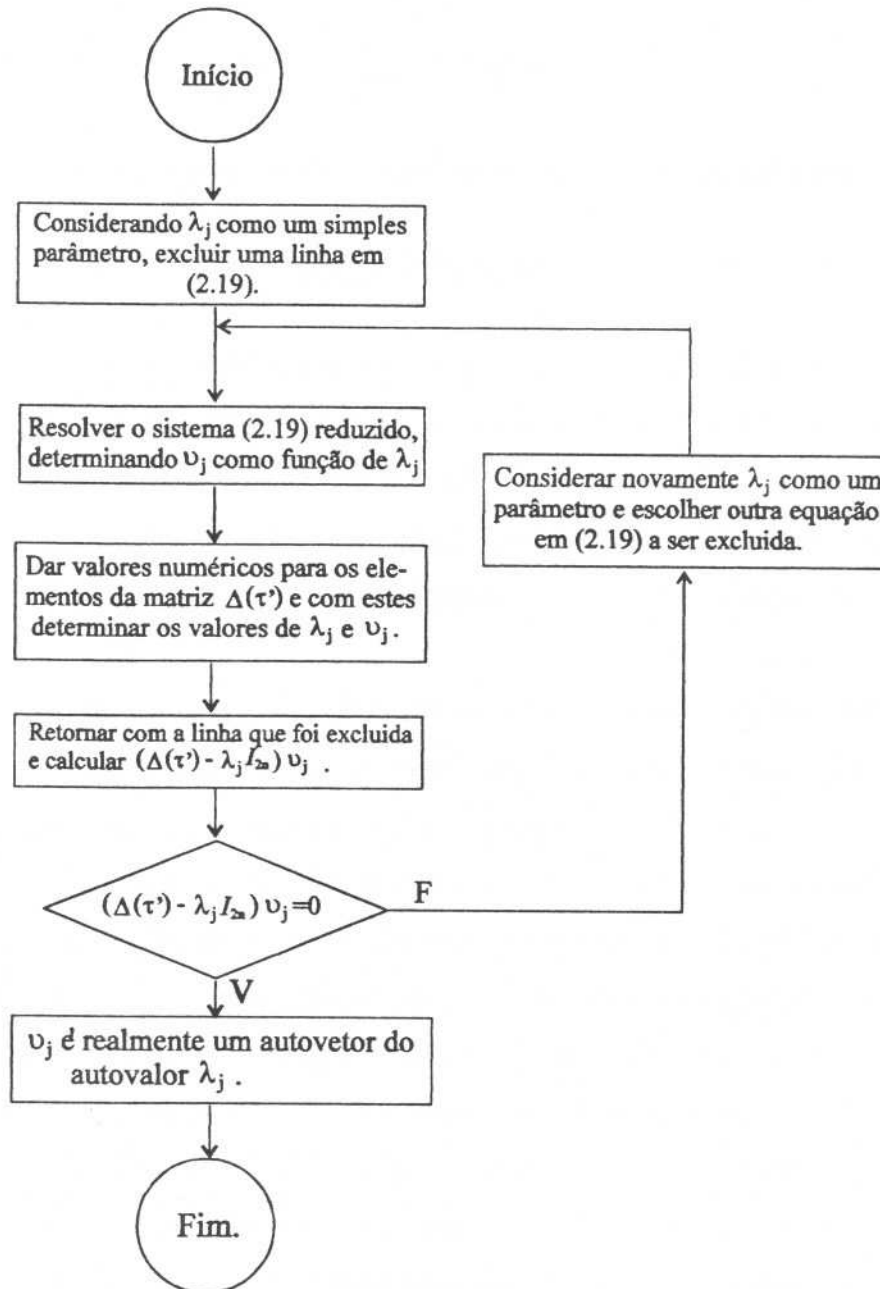 Início
Considerando λj como um simples
parâmetro, excluir uma linha em
(2.19).
Resolver o sistema (2.19) reduzido,
determinando υj como função de λj
Considerar novamente λj como um
parâmetro e escolher outra equação
em (2.19) a ser excluida.
Dar valores numéricos para os ele-
mentos da matriz Δ(τ') e com estes
determinar os valores de λj e υj.
Retornar com a linha que foi excluida
e calcular (Δ(τ') - λj I2n) υj .
(Δ(τ') - λj I2n) υj=0
F
V
υj é realmente um autovetor do
autovalor λj .
Fim.